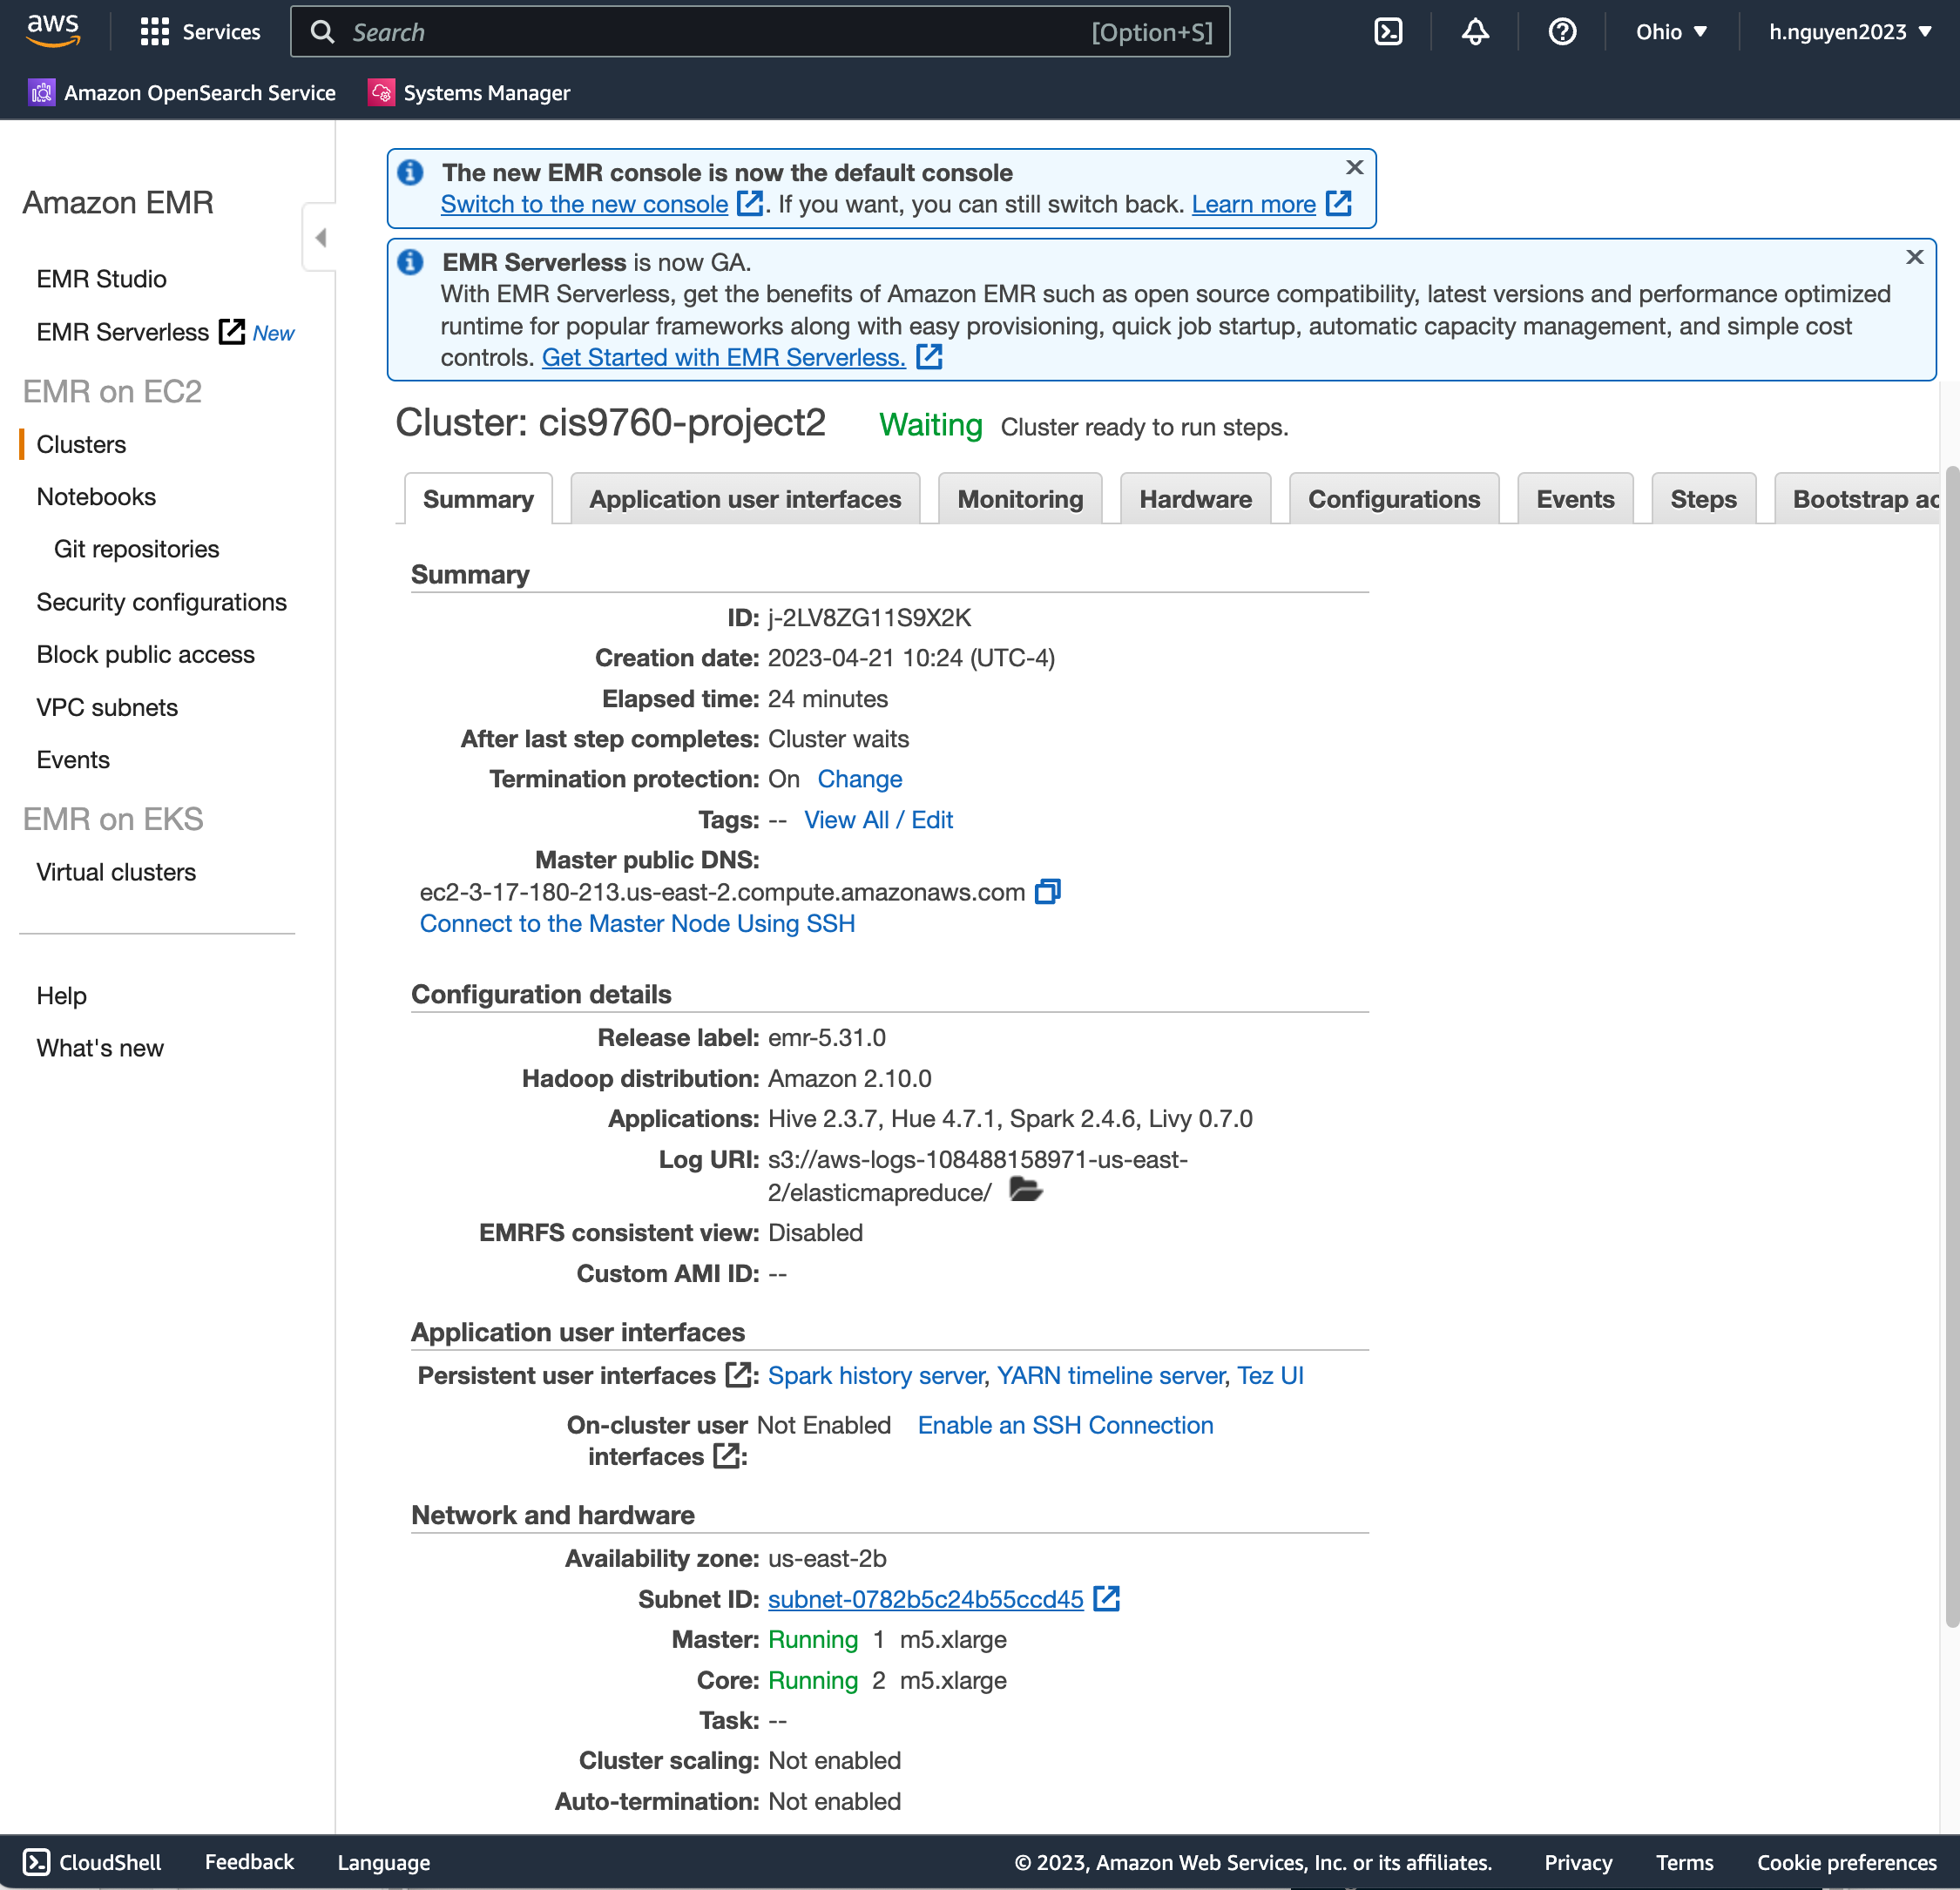 aws
Services
Search
[Option+S]
Ohio ▼
h.nguyen2023 ▼
Amazon OpenSearch Service
Systems Manager
Amazon EMR
EMR Studio
EMR Serverless New
EMR on EC2
Clusters
Notebooks
Git repositories
Security configurations
Block public access
VPC subnets
Events
EMR on EKS
Virtual clusters
Help
What's new
The new EMR console is now the default console
Switch to the new console. If you want, you can still switch back. Learn more
EMR Serverless is now GA.
With EMR Serverless, get the benefits of Amazon EMR such as open source compatibility, latest versions and performance optimized
runtime for popular frameworks along with easy provisioning, quick job startup, automatic capacity management, and simple cost
controls. Get Started with EMR Serverless.
Cluster: cis9760-project2 Waiting Cluster ready to run steps.
Summary
Application user interfaces
Monitoring
Hardware
Configurations
Events
Steps
Bootstrap ac
Summary
ID: j-2LV8ZG11S9X2K
Creation date: 2023-04-21 10:24 (UTC-4)
Elapsed time: 24 minutes
After last step completes: Cluster waits
Termination protection: On Change
Tags: -- View All / Edit
Master public DNS:
ec2-3-17-180-213.us-east-2.compute.amazonaws.com
Connect to the Master Node Using SSH
Configuration details
Release label: emr-5.31.0
Hadoop distribution: Amazon 2.10.0
Applications: Hive 2.3.7, Hue 4.7.1, Spark 2.4.6, Livy 0.7.0
Log URI: s3://aws-logs-108488158971-us-east-
2/elasticmapreduce/
EMRFS consistent view: Disabled
Custom AMI ID: --
Application user interfaces
Persistent user interfaces : Spark history server, YARN timeline server, Tez UI
On-cluster user Not Enabled Enable an SSH Connection
interfaces :
Network and hardware
Availability zone: us-east-2b
Subnet ID: subnet-0782b5c24b55ccd45
Master: Running 1 m5.xlarge
Core: Running 2 m5.xlarge
Task: --
Cluster scaling: Not enabled
Auto-termination: Not enabled
CloudShell
Feedback
Language
© 2023, Amazon Web Services, Inc. or its affiliates.
Privacy
Terms
Cookie preferences